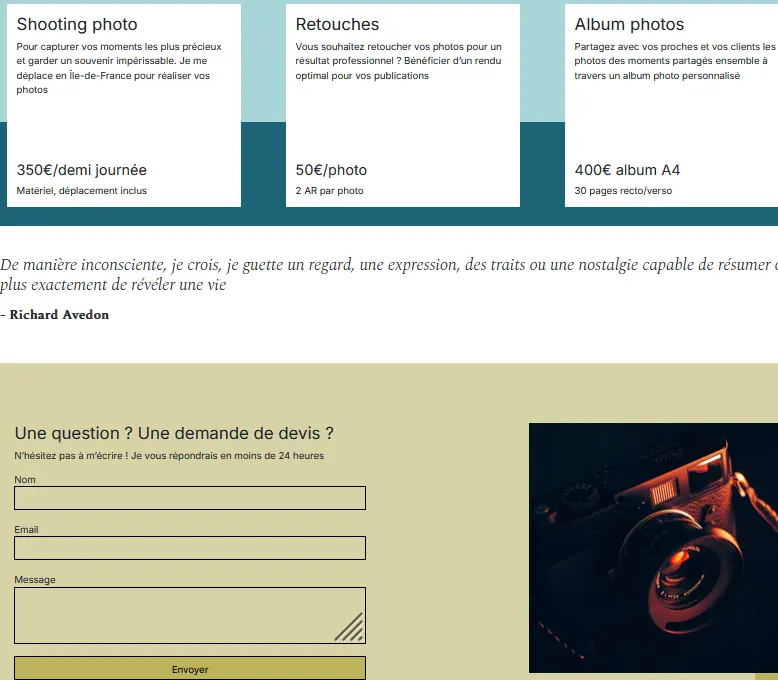 Shooting photo
Pour capturer vos moments les plus précieux
et garder un souvenir impérissable. Je me
déplace en Île-de-France pour réaliser vos
photos
350€/demi journée
Matériel, déplacement inclus
Retouches
Vous souhaitez retoucher vos photos pour un
résultat professionnel ? Bénéficier d'un rendu
optimal pour vos publications
50€/photo
2 AR par photo
Album photos
Partagez avec vos proches et vos clients les
photos des moments partagés ensemble à
travers un album photo personnalisé
400€ album A4
30 pages recto/verso
De manière inconsciente, je crois, je guette un regard, une expression, des traits ou une nostalgie capable de résumer
plus exactement de révéler une vie
- Richard Avedon
Une question ? Une demande de devis ?
N'hésitez pas à m'écrire ! Je vous répondrais en moins de 24 heures
Nom
Email
Message
Envoyer